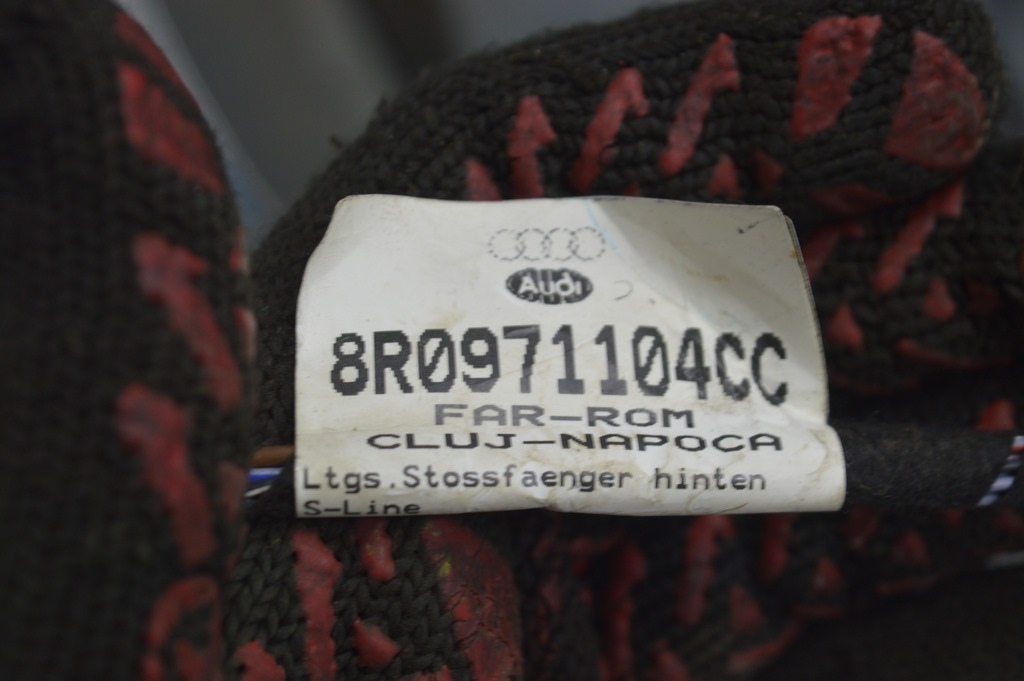 Audi
8R0971104CC
FAR-ROM
CLUJ-NAPOCA
Ltgs.Stossfaenger hinten
S-Line